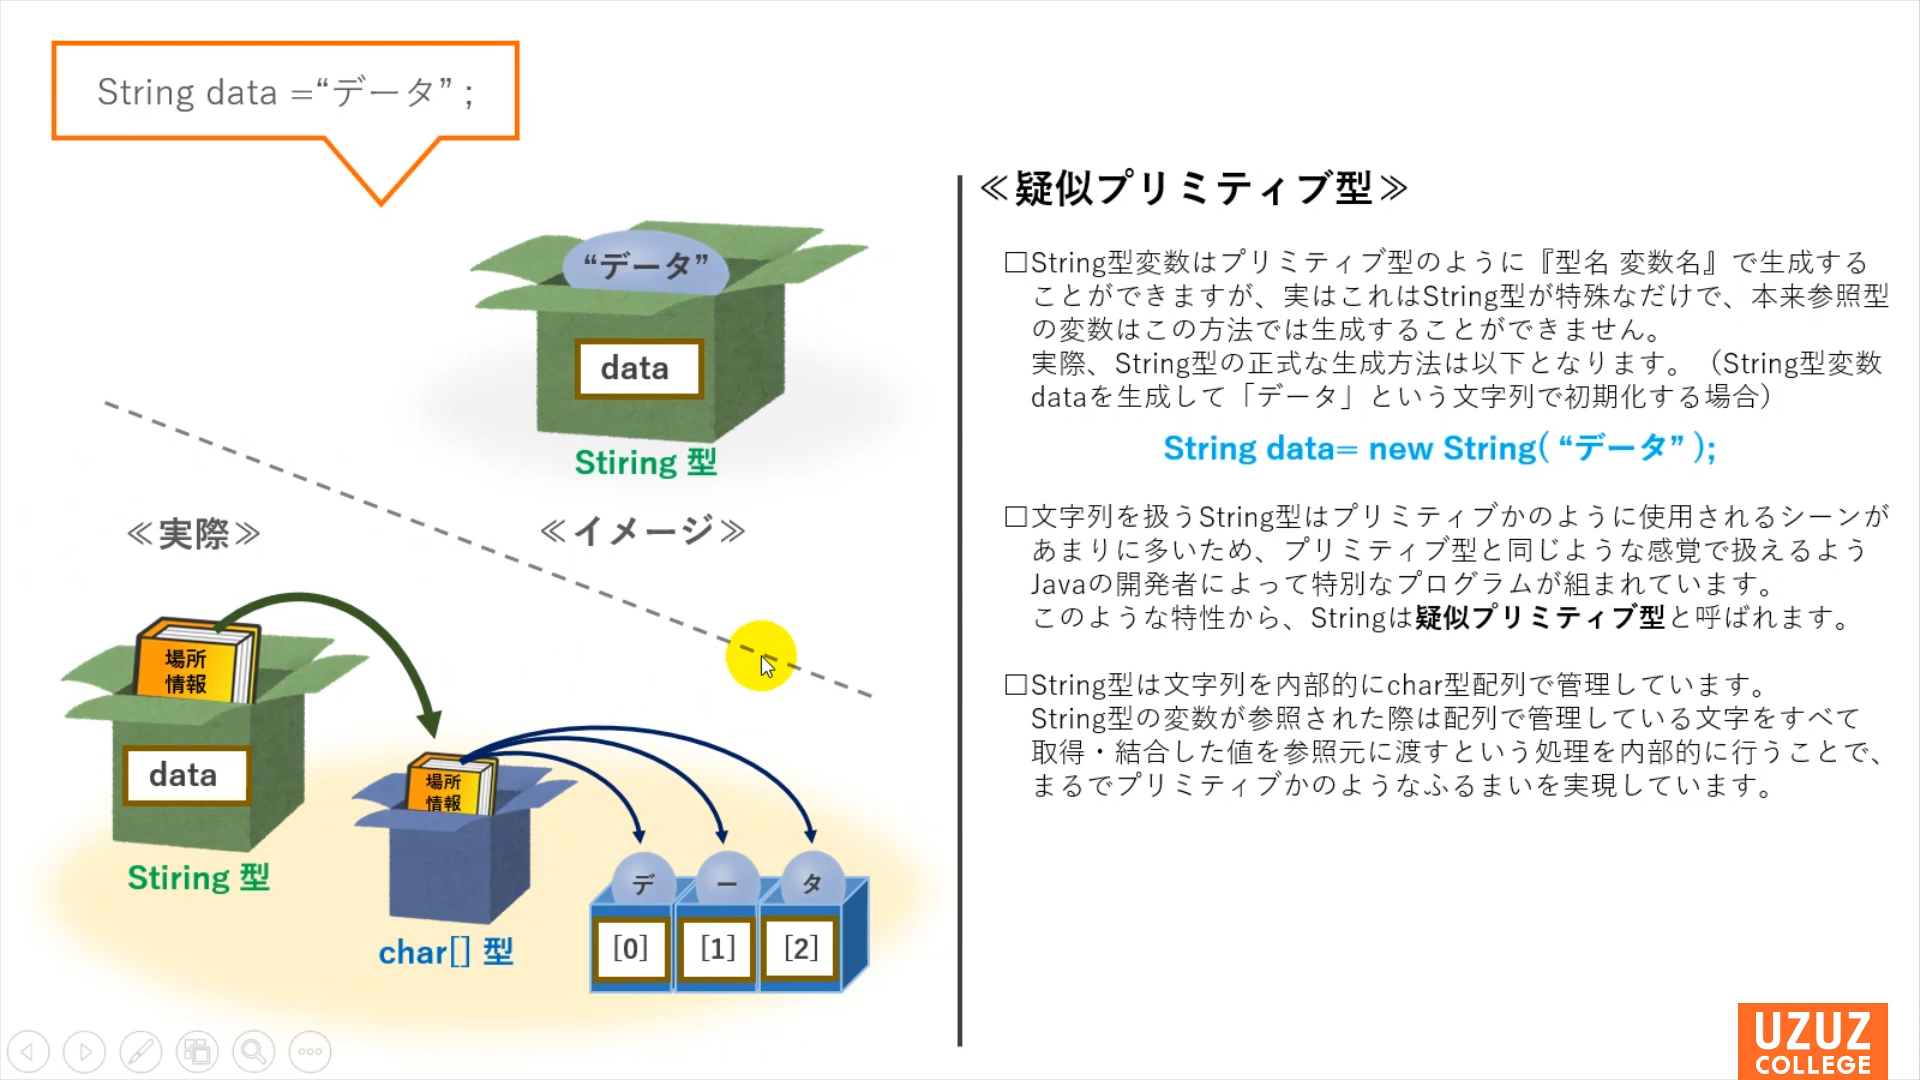 String data =“データ” ;
“データ”
data
Stiring 型
≪実際≫
≪イメージ≫
場所
情報
data
Stiring 型
場所
情報
char[] 型
デ
ー
タ
[0]
[1]
[2]
≪疑似プリミティブ型≫
□String型変数はプリミティブ型のように『型名 変数名』で生成する
ことができますが、実はこれはString型が特殊なだけで、本来参照型
の変数はこの方法では生成することができません。
実際、String型の正式な生成方法は以下となります。（String型変数
dataを生成して「データ」という文字列で初期化する場合）
String data= new String( “データ” );
□文字列を扱うString型はプリミティブかのように使用されるシーンが
あまりに多いため、プリミティブ型と同じような感覚で扱えるよう
Javaの開発者によって特別なプログラムが組まれています。
このような特性から、Stringは疑似プリミティブ型と呼ばれます。
□String型は文字列を内部的にchar型配列で管理しています。
String型の変数が参照された際は配列で管理している文字をすべて
取得・結合した値を参照元に渡すという処理を内部的に行うことで、
まるでプリミティブかのようなふるまいを実現しています。
UZUZ
COLLEGE